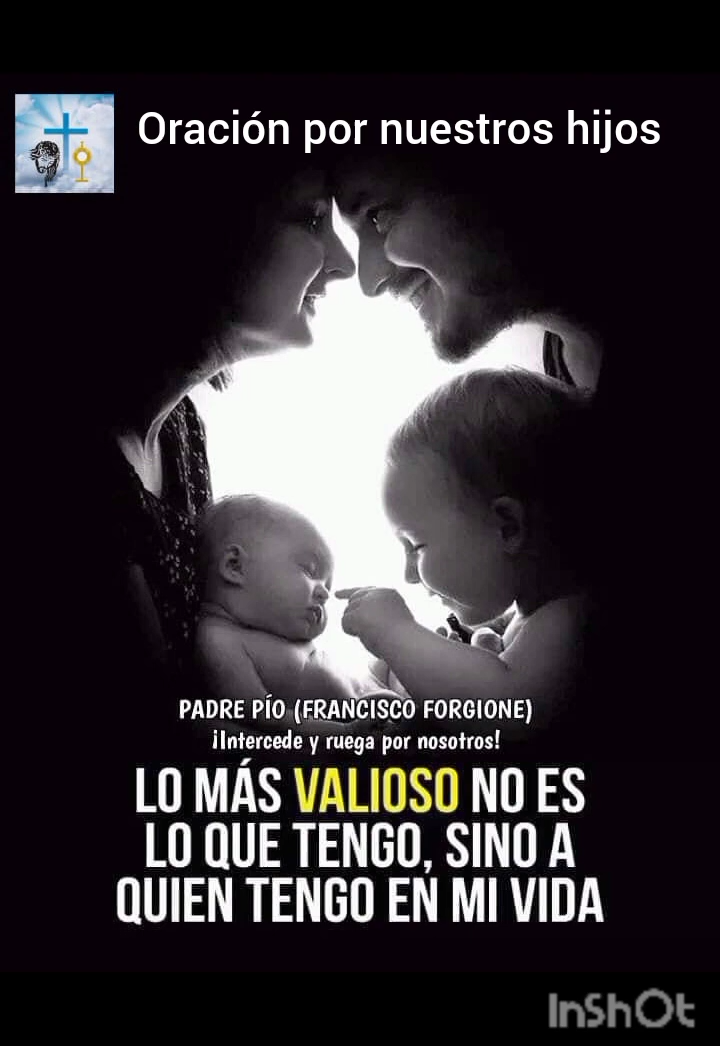 Oración por nuestros hijos
PADRE PÍO (FRANCISCO FORGIONE)
¡Intercede y ruega por nosotros!
LO MÁS VALIOSO NO ES
LO QUE TENGO, SINO A
QUIEN TENGO EN MI VIDA
InShOt